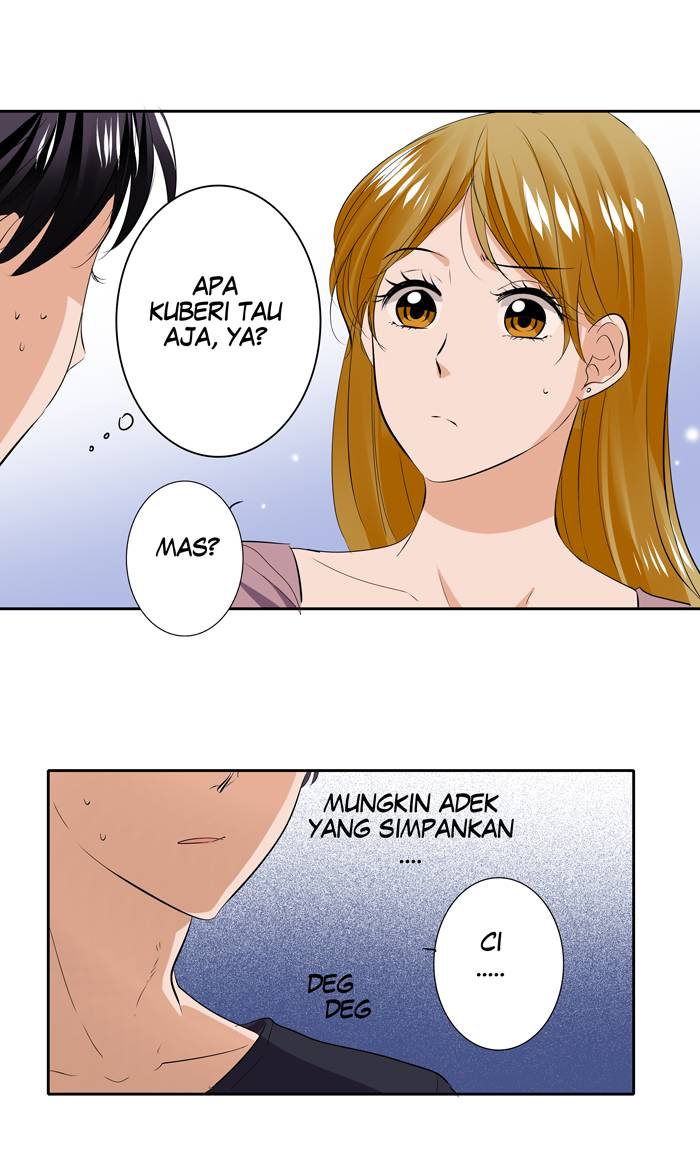 APA
KUBERI TAU
AJA, YA?
MAS?
MUNGKIN ADEK
YANG SIMPANKAN
....
CI
.....
DEG
DEG